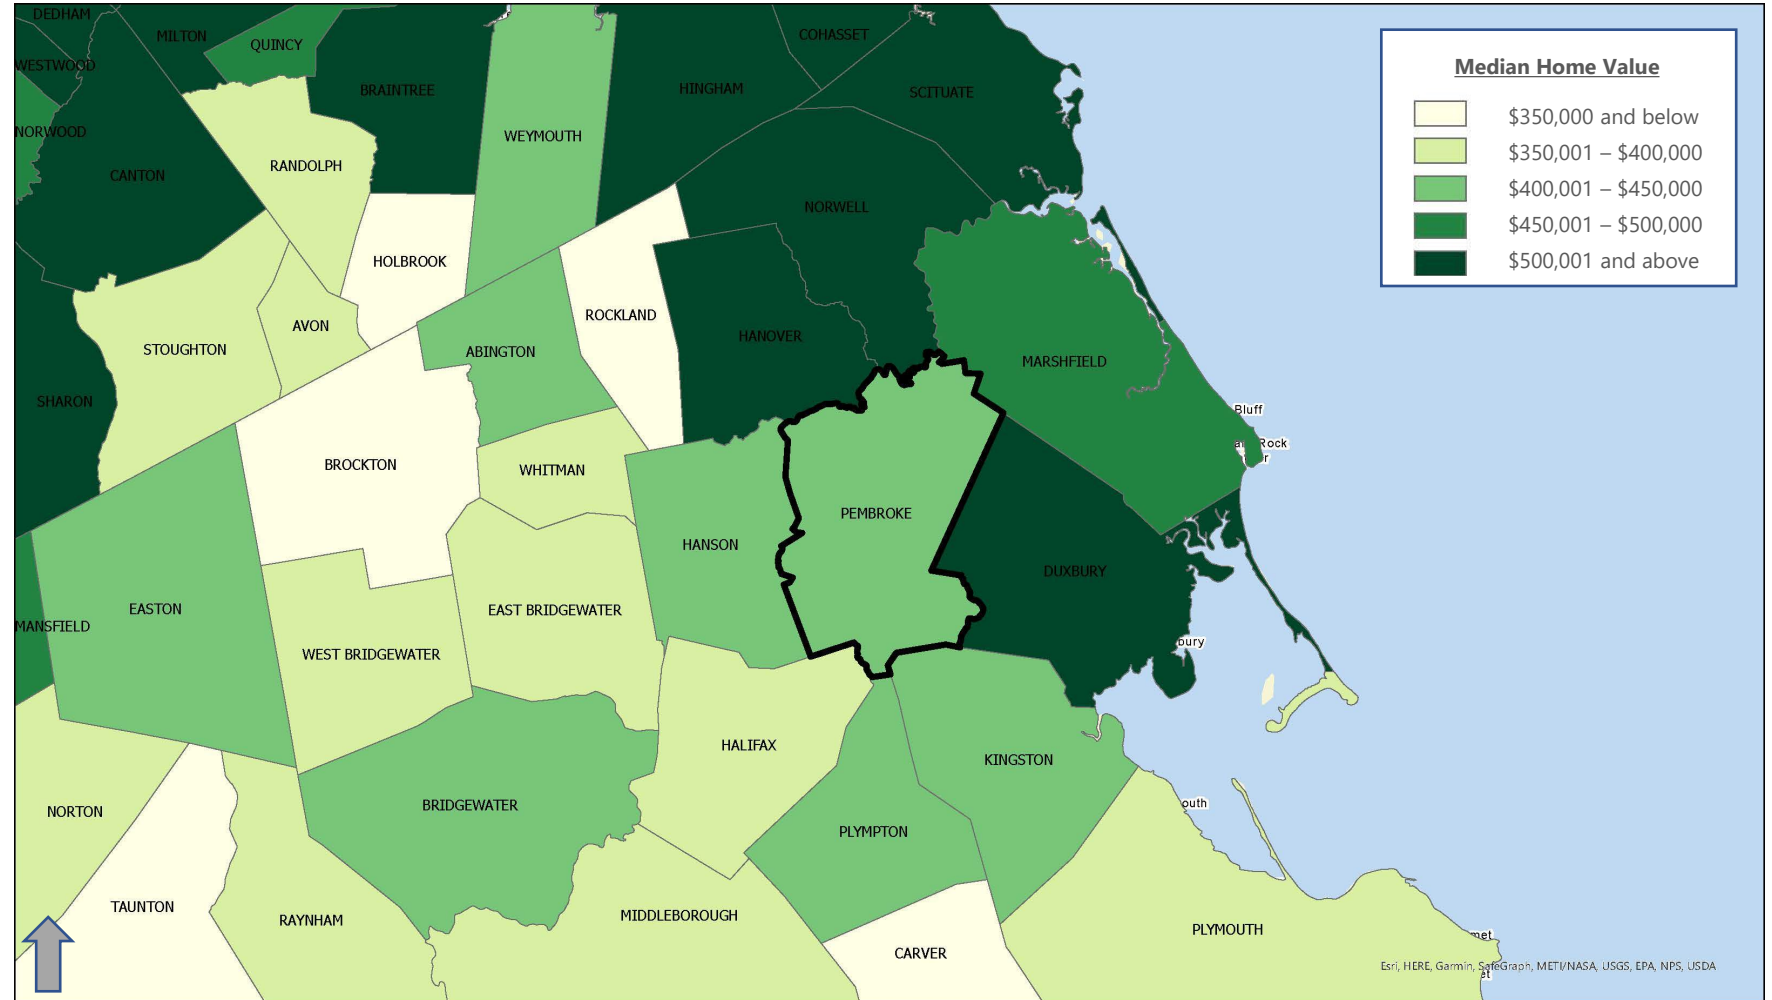 DEDHAM
MILTON
QUINCY
COHASSET
WESTWOOD
BRAINTREE
HINGHAM
SCITUATE
NORWOOD
WEYMOUTH
RANDOLPH
CANTON
NORWELL
HOLBROOK
ROCKLAND
AVON
HANOVER
STOUGHTON
ABINGTON
MARSHFIELD
SHARON
Bluff
Rock
BROCKTON
WHITMAN
PEMBROKE
HANSON
DUXBURY
EASTON
EAST BRIDGEWATER
MANSFIELD
WEST BRIDGEWATER
bury
HALIFAX
KINGSTON
BRIDGEWATER
outh
NORTON
PLYMPTON
TAUNTON
RAYNHAM
MIDDLEBOROUGH
PLYMOUTH
met
CARVER
Median Home Value
$350,000 and below
$350,001 – $400,000
$400,001 – $450,000
$450,001 – $500,000
$500,001 and above
Esri, HERE, Garmin, SafeGraph, METI/NASA, USGS, EPA, NPS, USDA